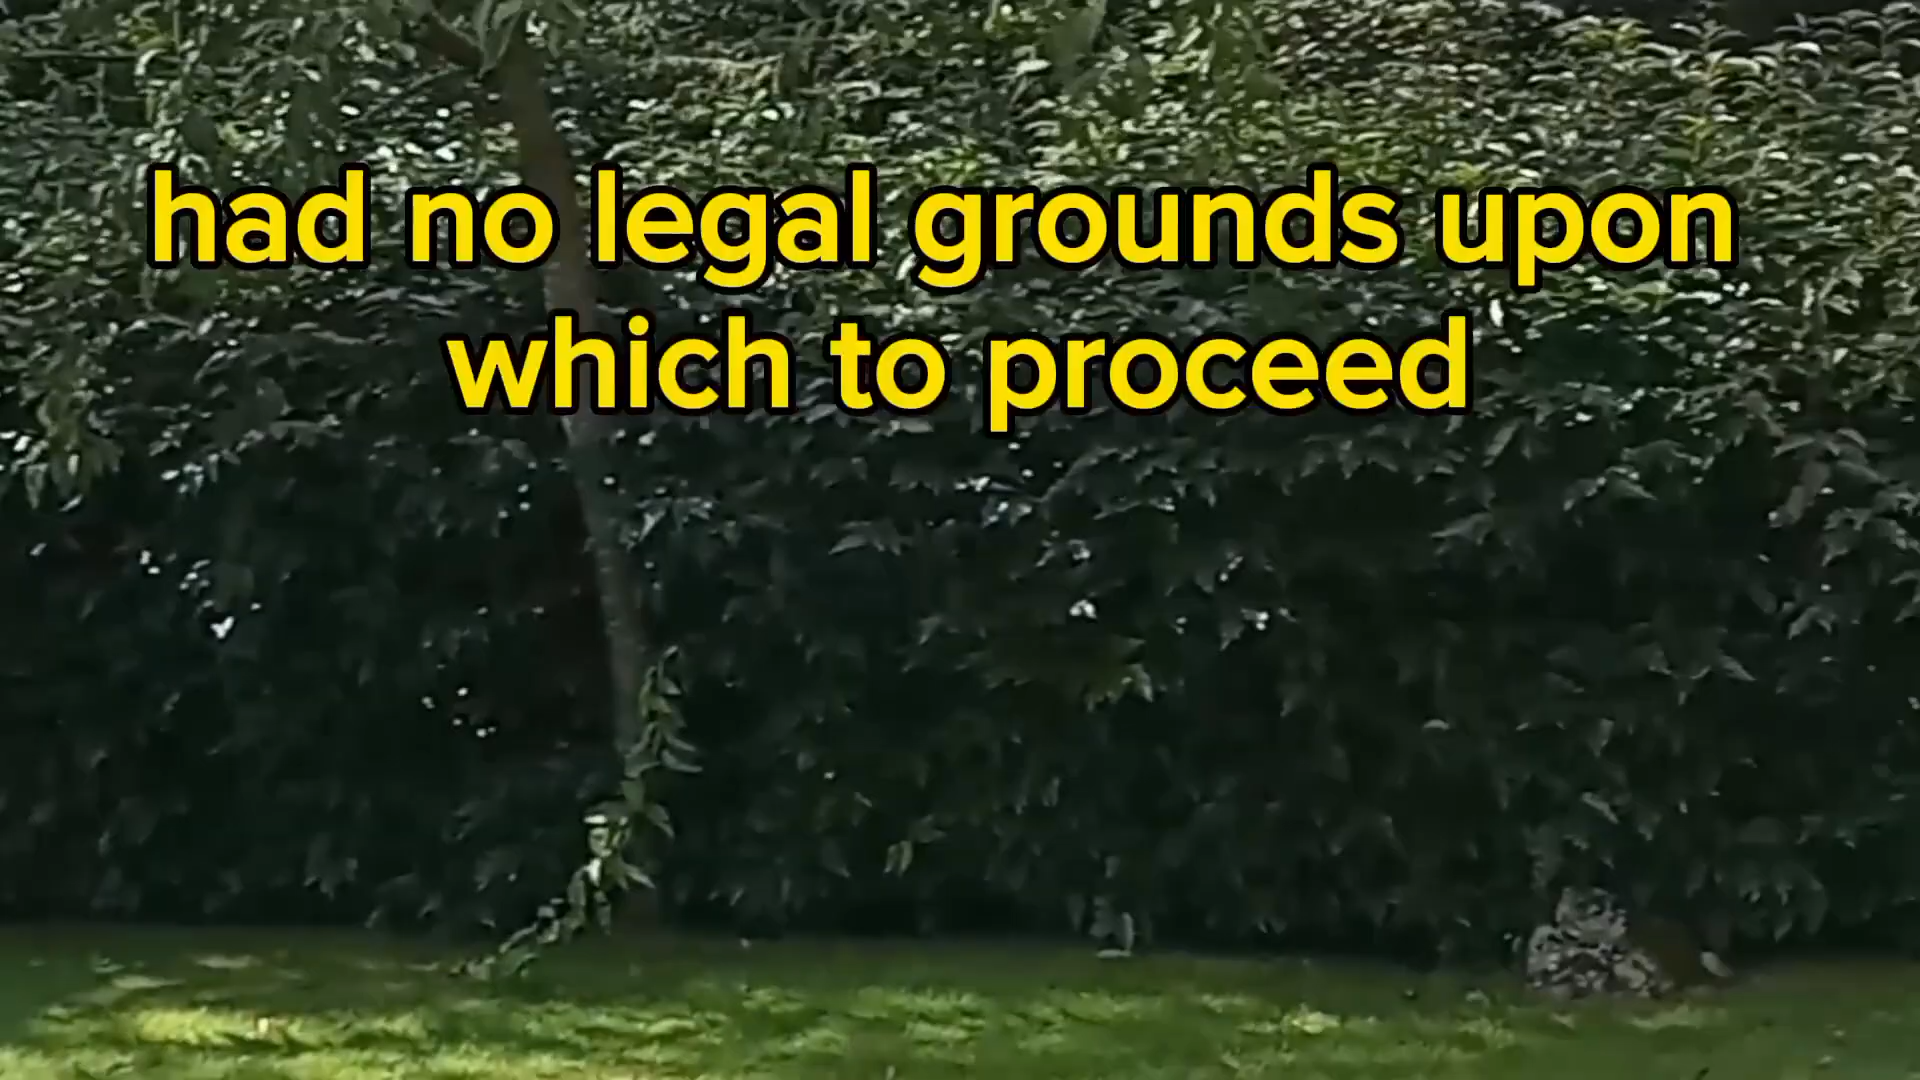 had no legal grounds upon
which to proceed